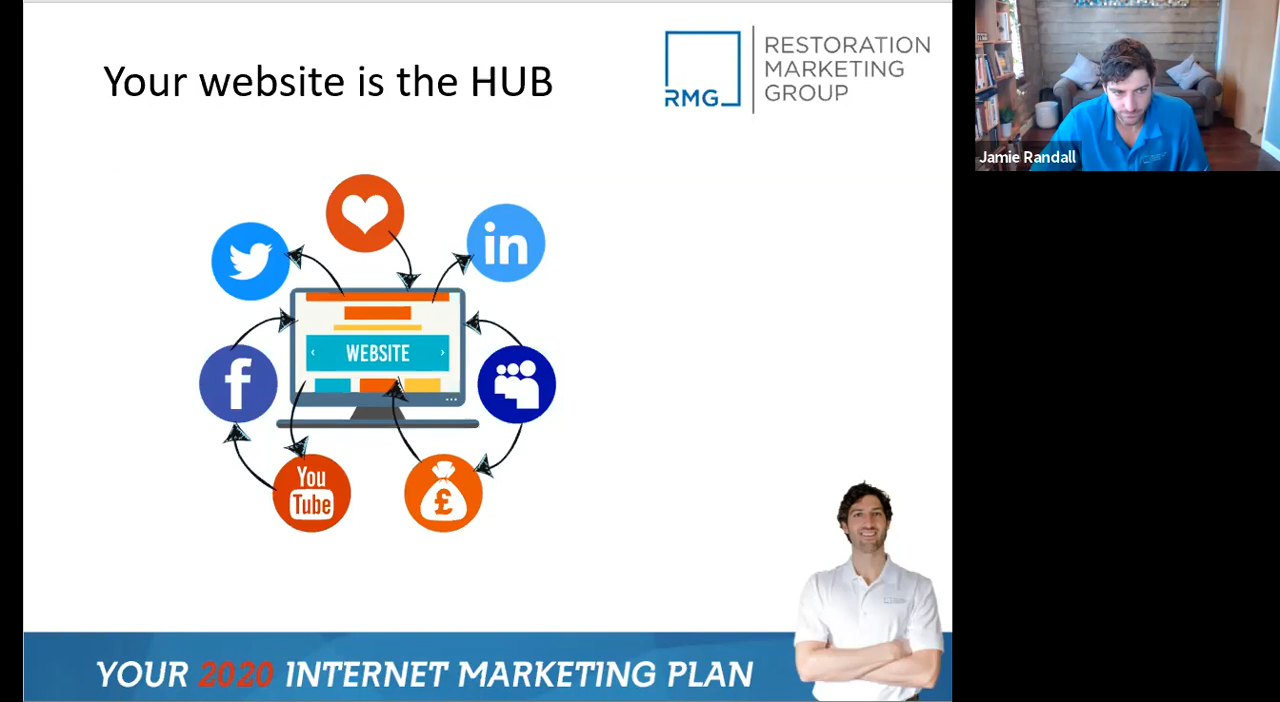 Your website is the HUB
RMG
RESTORATION
MARKETING
GROUP
Jamie Randall
in
WEBSITE
f
You
Tube
£
YOUR 2020 INTERNET MARKETING PLAN